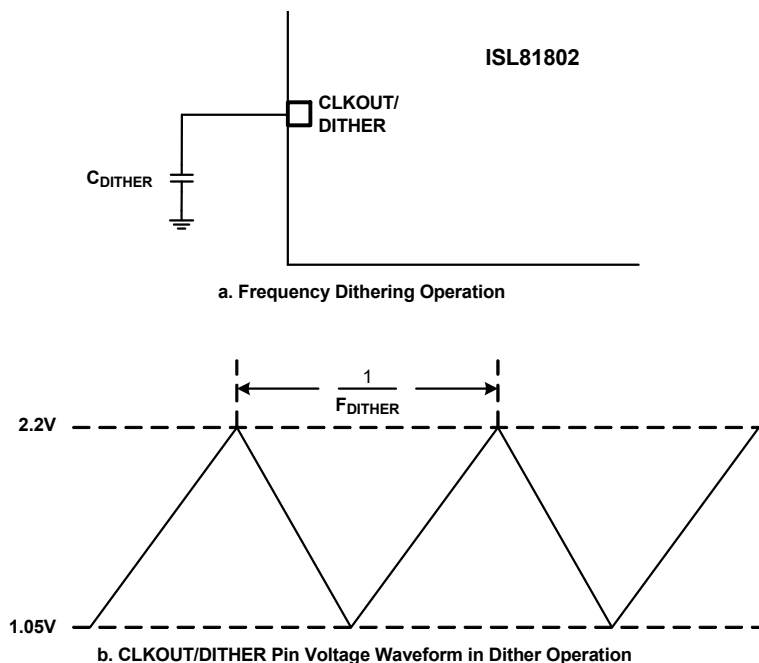 ISL81802
CLKOUT/
DITHER
CDITHER
a. Frequency Dithering Operation
1
FDITHER
2.2V
1.05V
b. CLKOUT/DITHER Pin Voltage Waveform in Dither Operation